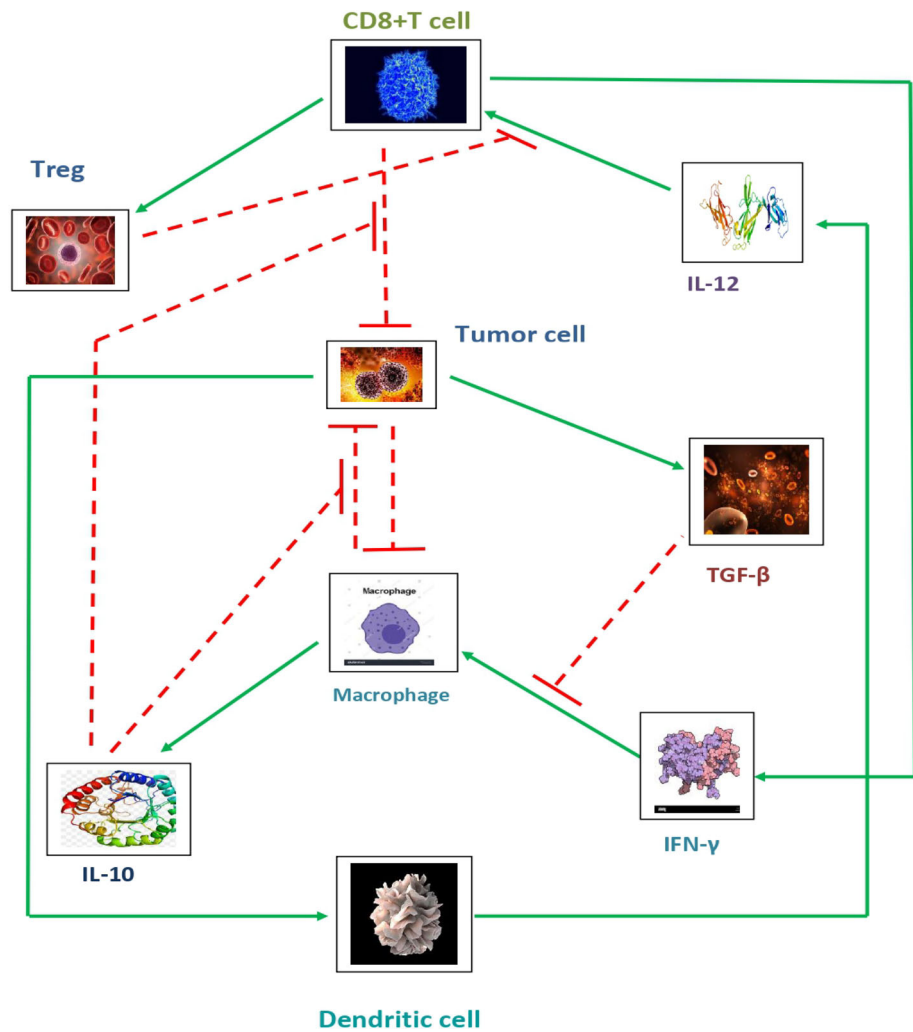 CD8+T cell
Treg
IL-12
Tumor cell
TGF-β
Macrophage
Macrophage
IFN-γ
IL-10
Dendritic cell